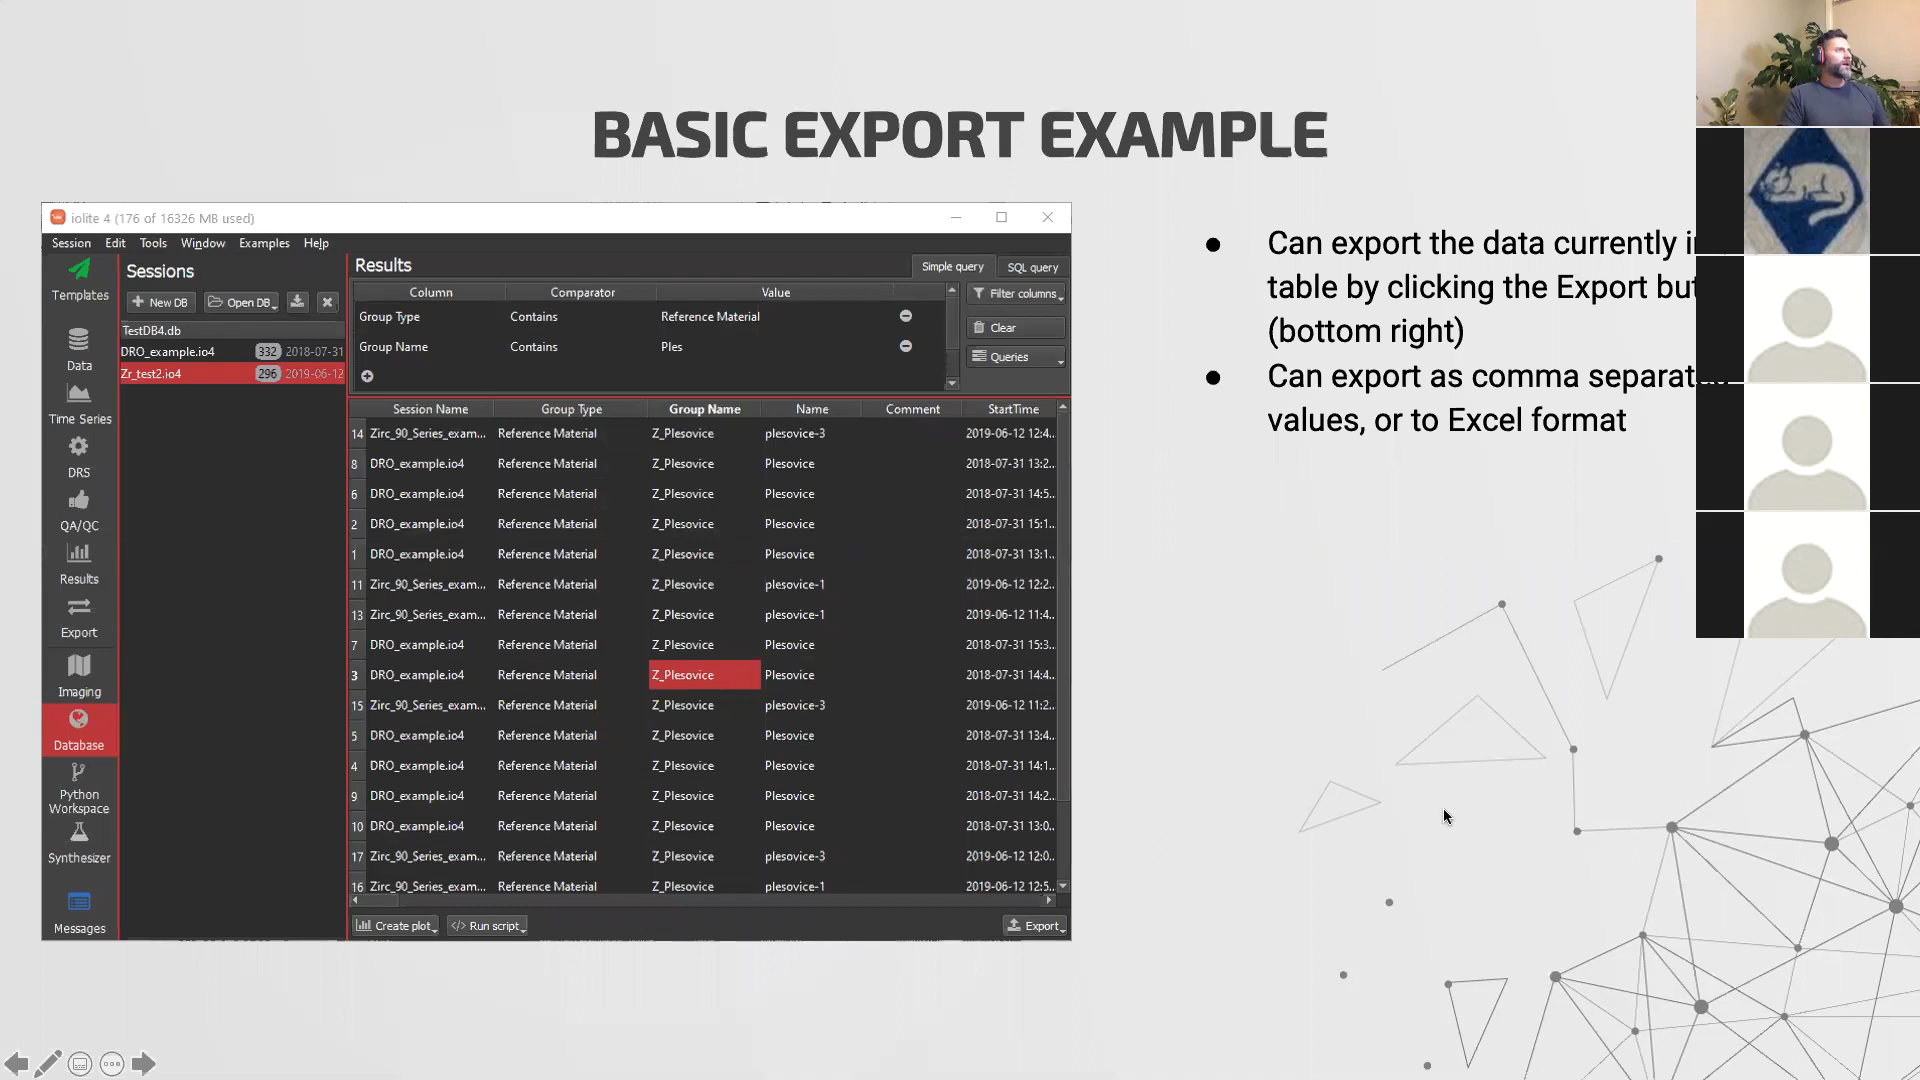 BASIC EXPORT EXAMPLE
iolite 4 (176 of 16326 MB used)
Session Edit Tools Window Examples Help
Templates
Data
Time Series
DRS
QA/QC
Results
Export
Imaging
Database
Python
Workspace
Synthesizer
Messages
Sessions
New DB Open DB
TestDB4.db
DRO_example.io4 332 2018-07-31
Zr_test2.io4 296 2019-06-12
Results
Simple query SQL query
Column Comparator Value
Group Type Contains Reference Material
Group Name Contains Ples
Filter columns
Clear
Queries
Session Name Group Type Group Name Name Comment StartTime
14 Zirc_90_Series_exam... Reference Material Z_Plesovice plesovice-3 2019-06-12 12:4...
8 DRO_example.io4 Reference Material Z_Plesovice Plesovice 2018-07-31 13:2...
6 DRO_example.io4 Reference Material Z_Plesovice Plesovice 2018-07-31 14:5...
2 DRO_example.io4 Reference Material Z_Plesovice Plesovice 2018-07-31 15:1...
1 DRO_example.io4 Reference Material Z_Plesovice Plesovice 2018-07-31 13:1...
11 Zirc_90_Series_exam... Reference Material Z_Plesovice plesovice-1 2019-06-12 12:2...
13 Zirc_90_Series_exam... Reference Material Z_Plesovice plesovice-1 2019-06-12 11:4...
7 DRO_example.io4 Reference Material Z_Plesovice Plesovice 2018-07-31 15:3...
3 DRO_example.io4 Reference Material Z_Plesovice Plesovice 2018-07-31 14:4...
15 Zirc_90_Series_exam... Reference Material Z_Plesovice plesovice-3 2019-06-12 11:2...
5 DRO_example.io4 Reference Material Z_Plesovice Plesovice 2018-07-31 13:4...
4 DRO_example.io4 Reference Material Z_Plesovice Plesovice 2018-07-31 14:1...
9 DRO_example.io4 Reference Material Z_Plesovice Plesovice 2018-07-31 14:2...
10 DRO_example.io4 Reference Material Z_Plesovice Plesovice 2018-07-31 13:0...
17 Zirc_90_Series_exam... Reference Material Z_Plesovice plesovice-3 2019-06-12 12:0...
16 Zirc_90_Series_exam... Reference Material Z_Plesovice plesovice-1 2019-06-12 12:5...
Create plot </> Run script Export
● Can export the data currently
table by clicking the Export but
(bottom right)
● Can export as comma separated
values, or to Excel format